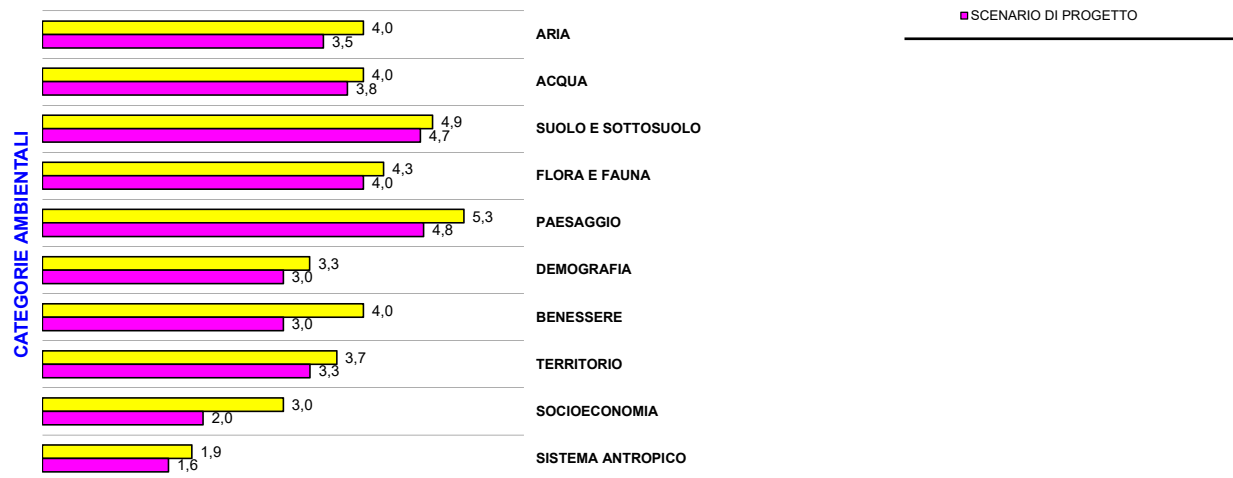 SCENARIO DI PROGETTO
CATEGORIE AMBIENTALI
4,0
3,5
ARIA
4,0
3,8
ACQUA
4,9
4,7
SUOLO E SOTTOSUOLO
4,3
4,0
FLORA E FAUNA
5,3
4,8
PAESAGGIO
3,3
3,0
DEMOGRAFIA
4,0
3,0
BENESSERE
3,7
3,3
TERRITORIO
3,0
2,0
SOCIOECONOMIA
1,9
1,6
SISTEMA ANTROPICO